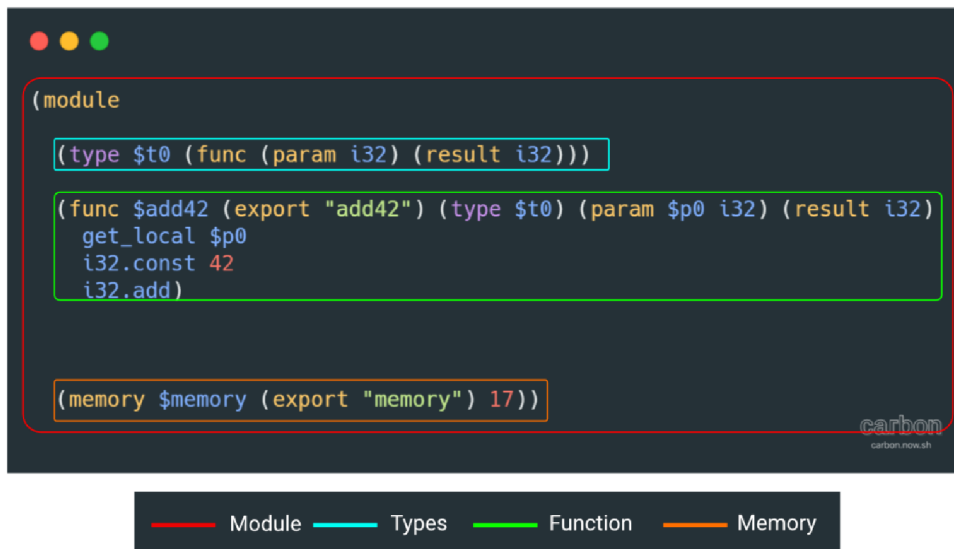 (module
(type $t0 (func (param i32) (result i32)))
(func $add42 (export "add42") (type $t0) (param $p0 i32) (result i32)
get_local $p0
i32.const 42
i32.add)
(memory $memory (export "memory") 17))
carbon
carbon.now.sh
Module Types Function Memory